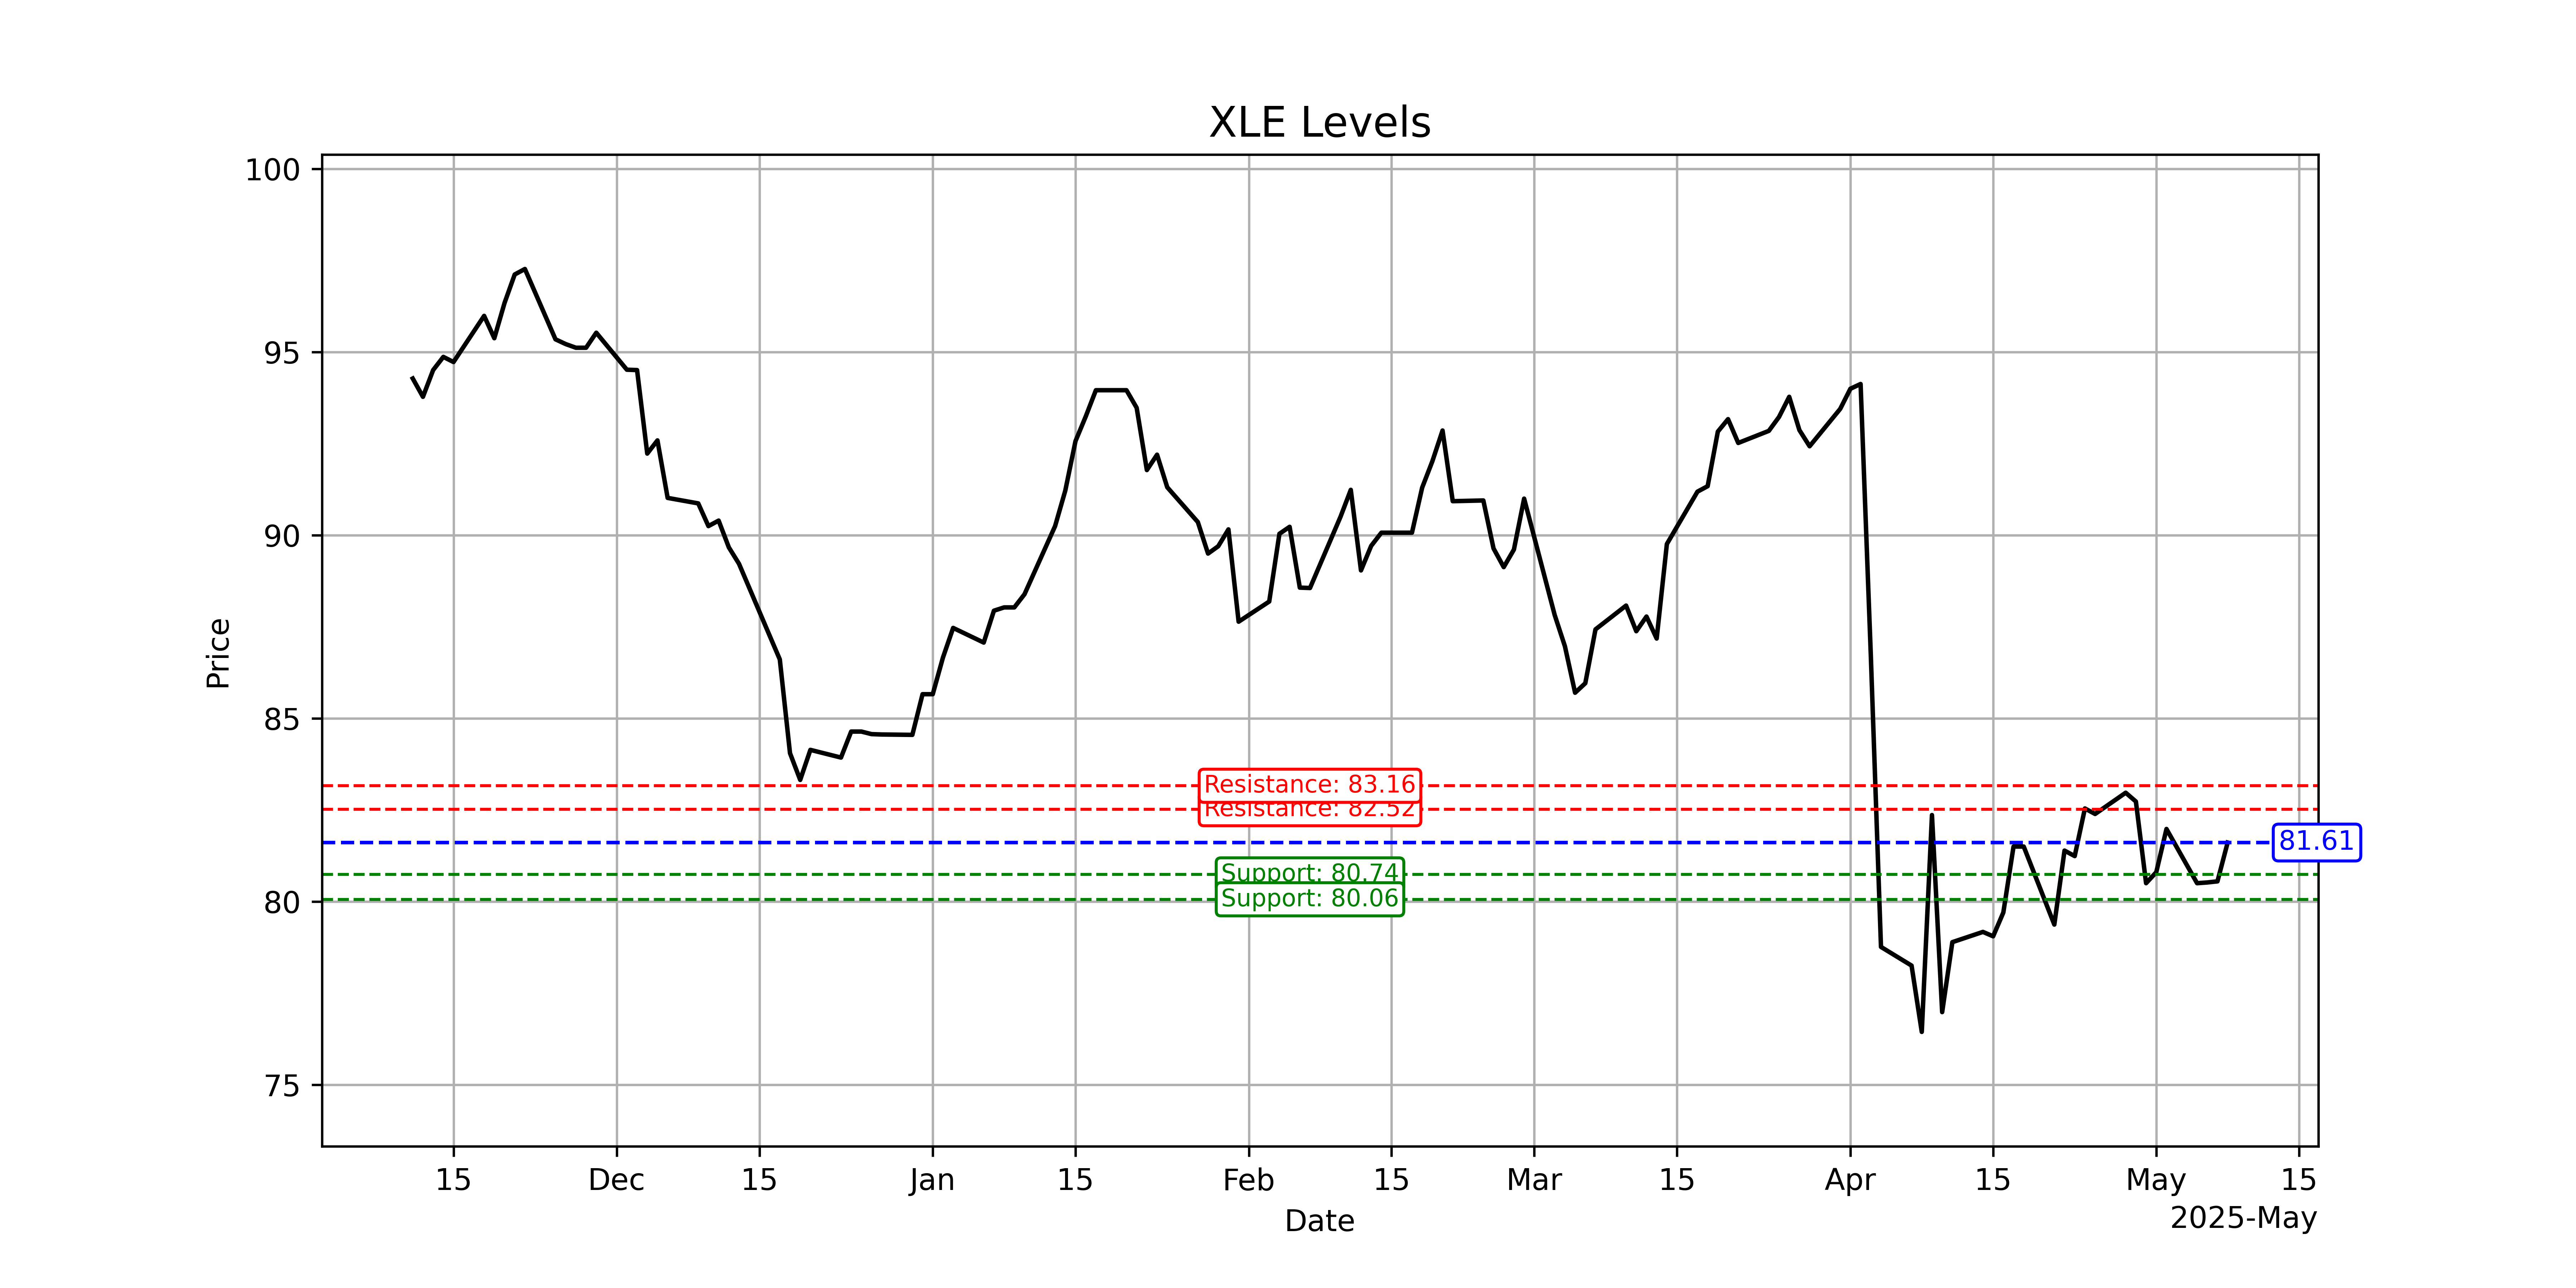 XLE Levels
100
95
90
85
80
75
Price
Resistance: 83.16
Resistance: 82.52
81.61
Support: 80.74
Support: 80.06
15 Dec 15 Jan 15 Feb 15 Mar 15 Apr 15 May 15
Date
2025-May